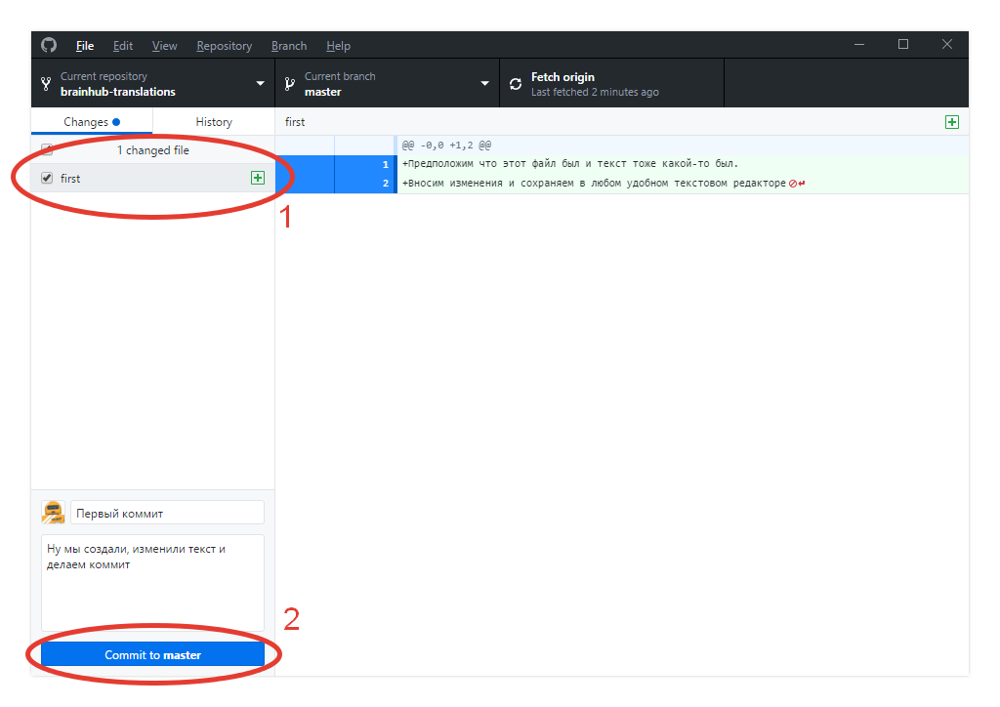 File Edit View Repository Branch Help
Current repository
brainhub-translations
Current branch
master
Fetch origin
Last fetched 2 minutes ago
Changes History
1 changed file
first
1
first
@@ -0,0 +1,2 @@
1 +Предположим что этот файл был и текст тоже какой-то был.
2 +Вносим изменения и сохраняем в любом удобном текстовом редакторе
Первый коммит
Ну мы создали, изменили текст и
делаем коммит
2
Commit to master